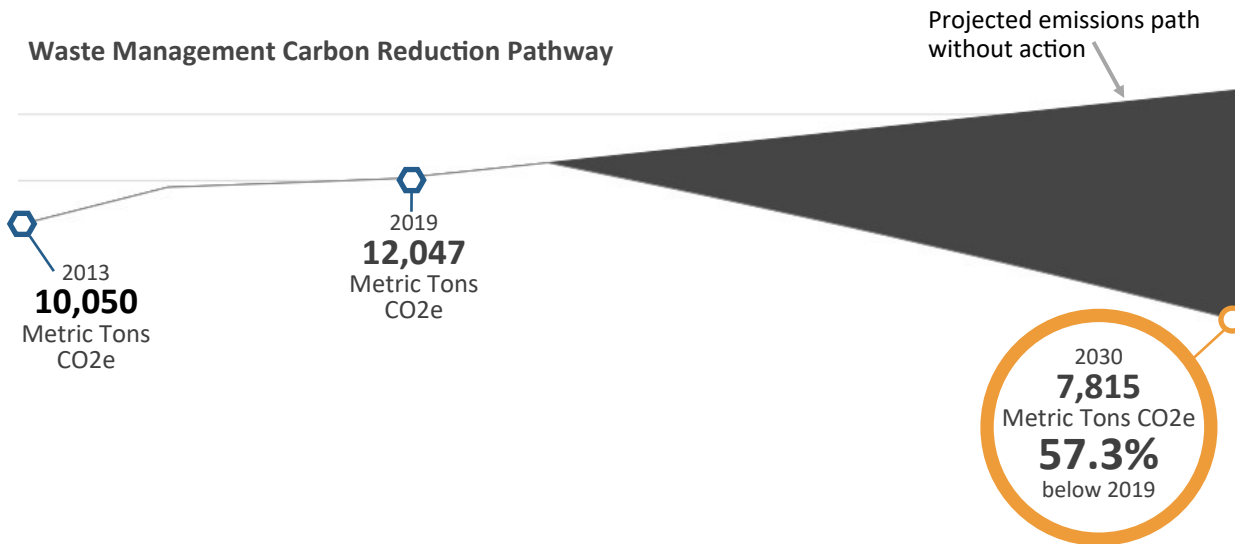 Projected emissions path
without action
Waste Management Carbon Reduction Pathway
2013
10,050
Metric Tons
CO2e
2019
12,047
Metric Tons
CO2e
2030
7,815
Metric Tons CO2e
57.3%
below 2019